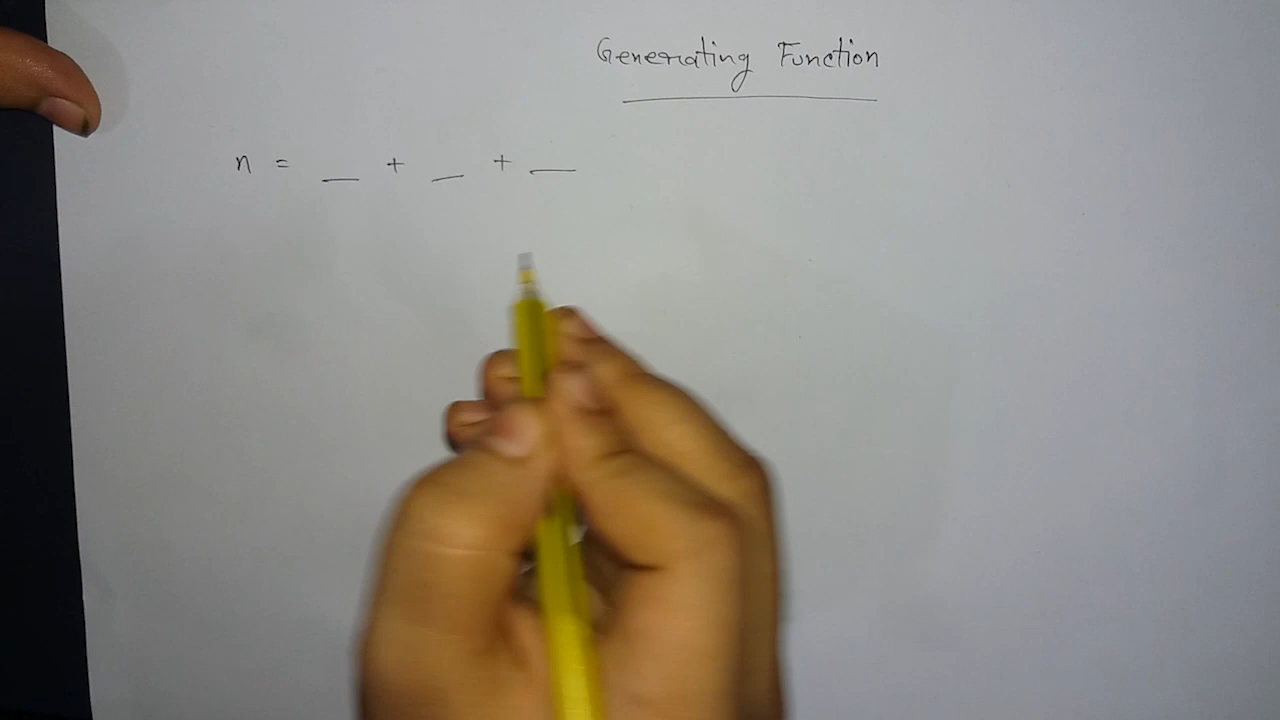 Generating Function
n = __ + __ + __